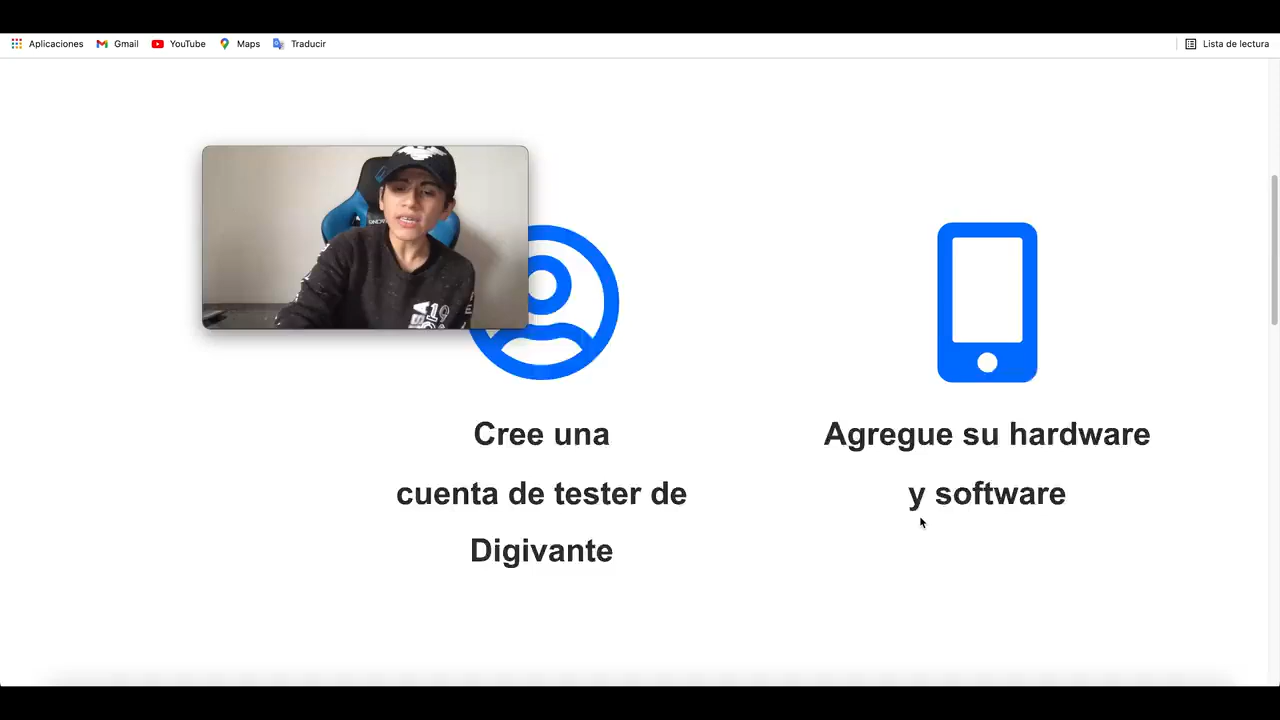 Aplicaciones
Gmail
YouTube
Maps
Traducir
Lista de lectura
Cree una
cuenta de tester de
Digivante
Agregue su hardware
y software